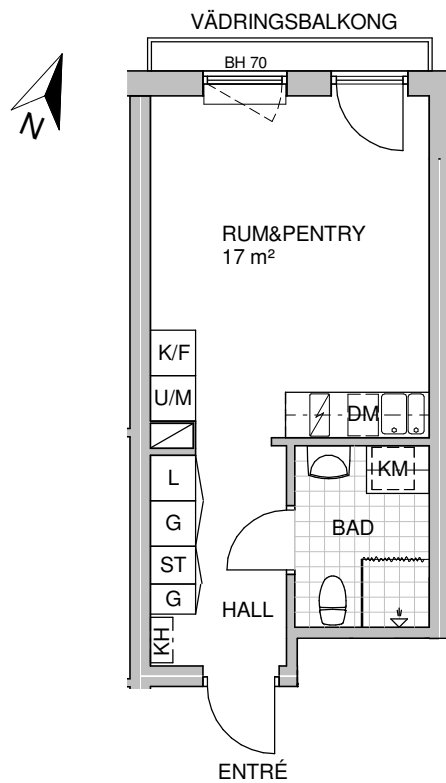 VÄDRINGSBALKONG
BH 70
N
RUM&PENTRY
17 m²
K/F
U/M
DM
L
KM
G
BAD
ST
G
HALL
KH
ENTRÉ